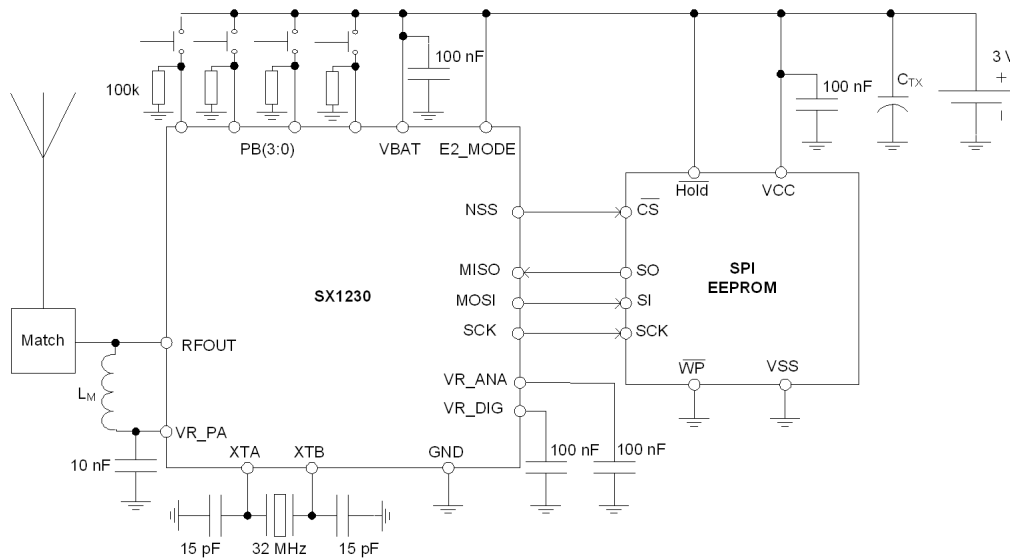 100 nF
100k
3 V
+
C_TX
100 nF
PB(3:0)
VBAT
E2_MODE
Hold
VCC
NSS
CS
MISO
SO
SPI
EEPROM
SX1230
MOSI
SI
SCK
SCK
Match
RFOUT
WP
VSS
VR_ANA
L_M
VR_DIG
VR_PA
XTA
XTB
GND
100 nF
100 nF
10 nF
15 pF
32 MHz
15 pF